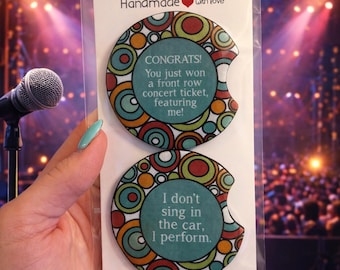 Handmade with love
CONGRATS!
You just won
a front row
concert ticket,
featuring
me!
I don't
sing in
the car,
I perform.